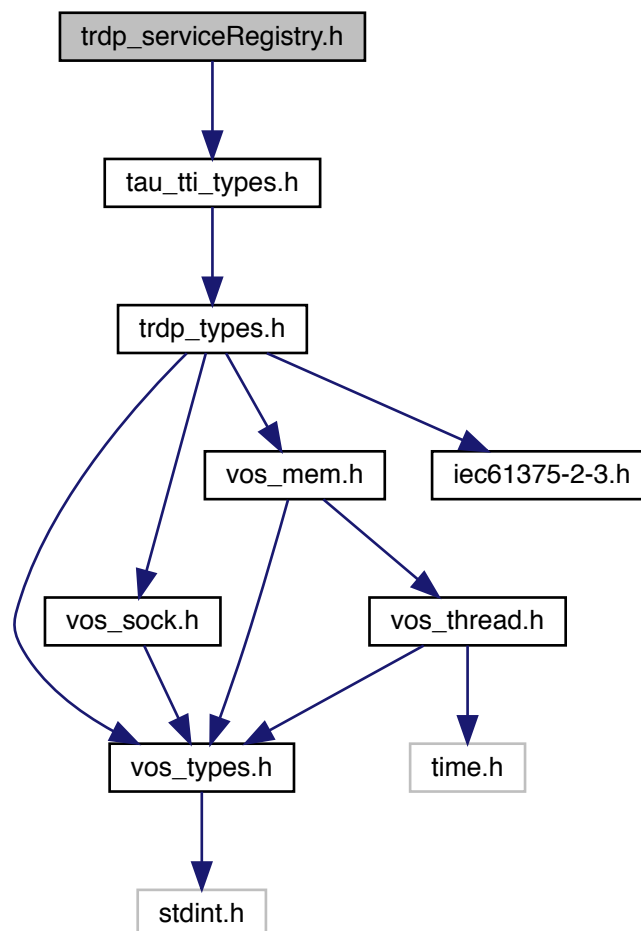 trdp_serviceRegistry.h
tau_tti_types.h
trdp_types.h
vos_mem.h
iec61375-2-3.h
vos_sock.h
vos_thread.h
vos_types.h
time.h
stdint.h